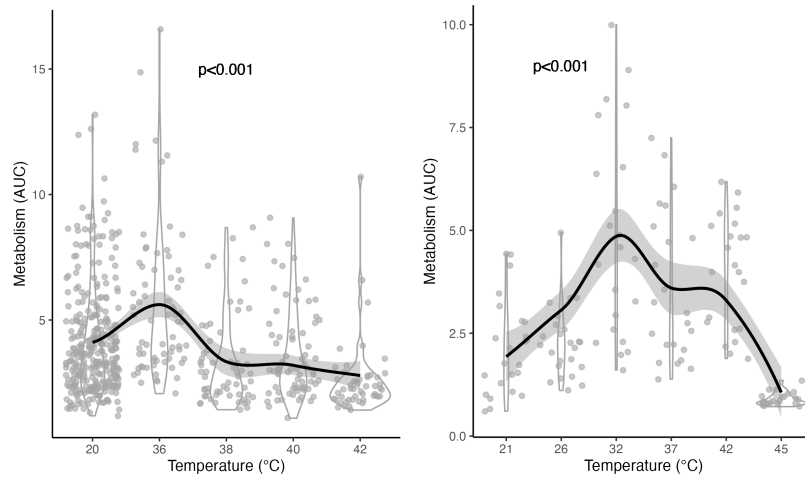 p<0.001
15
10
5
Metabolism (AUC)
20 36 38 40 42
Temperature (°C)
p<0.001
10.0
7.5
5.0
2.5
0.0
Metabolism (AUC)
21 26 32 37 42 45
Temperature (°C)